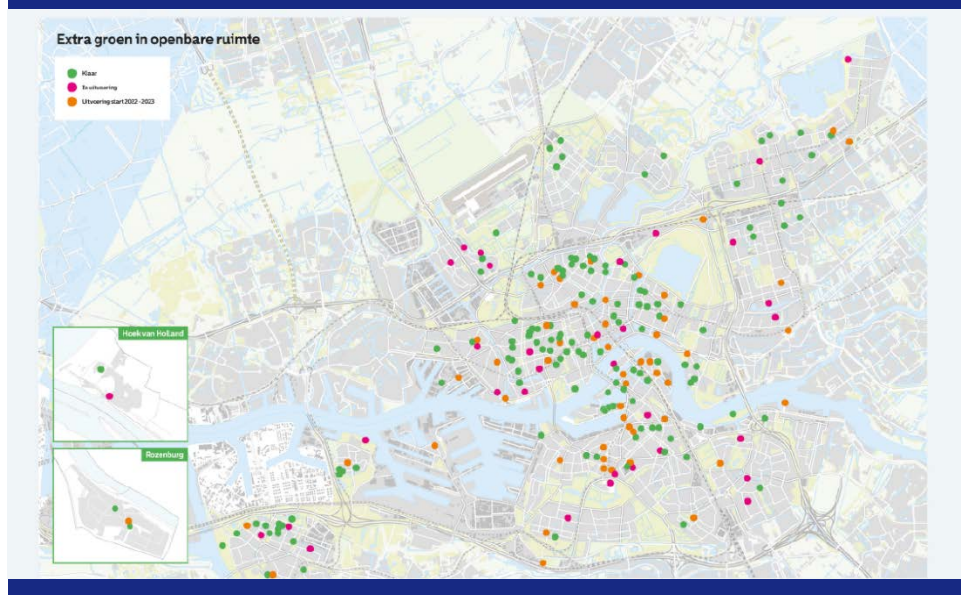 Extra groen in openbare ruimte
Klaar
In uitvoering
Uitvoering start 2022 - 2023
Hoek van Holland
Rozenburg